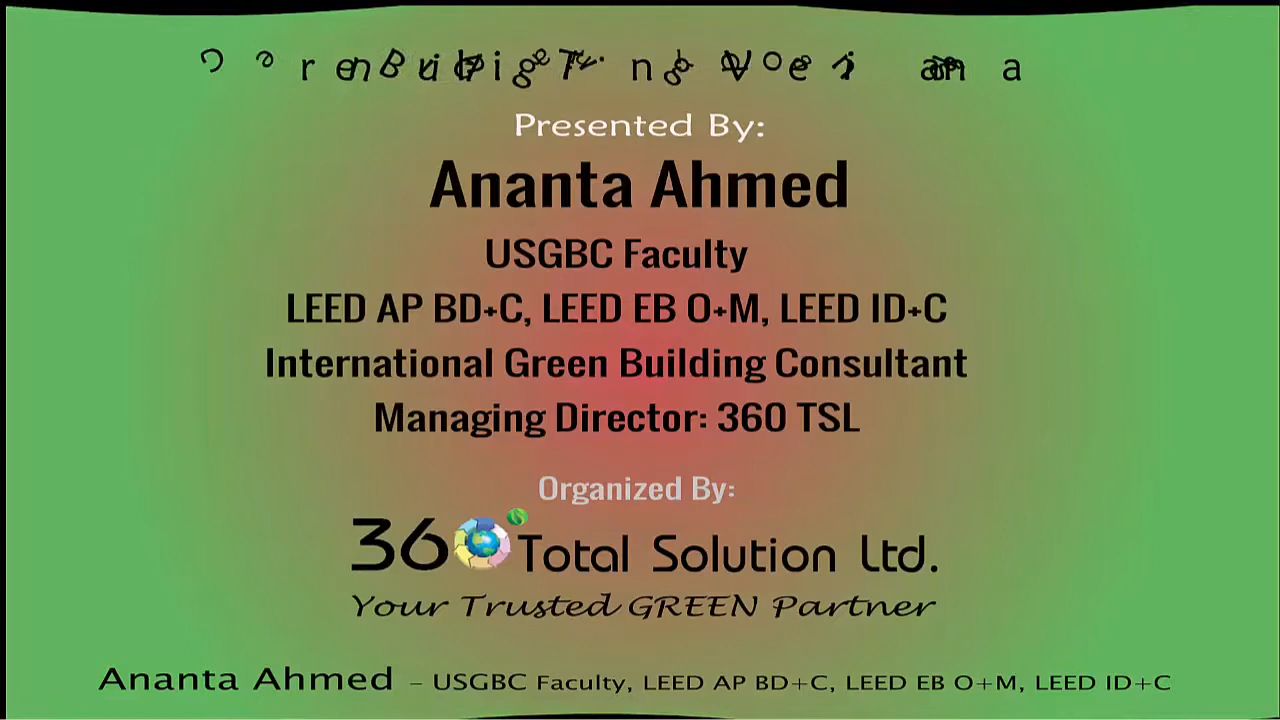 Presented By:
Ananta Ahmed
USGBC Faculty
LEED AP BD+C, LEED EB O+M, LEED ID+C
International Green Building Consultant
Managing Director: 360 TSL
Organized By:
360 Total Solution Ltd.
Your Trusted GREEN Partner
Ananta Ahmed – USGBC Faculty, LEED AP BD+C, LEED EB O+M, LEED ID+C